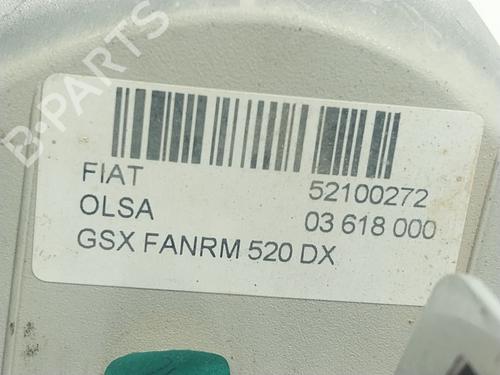 B-PARTS
FIAT 52100272
OLSA 03 618 000
GSX FANRM 520 DX